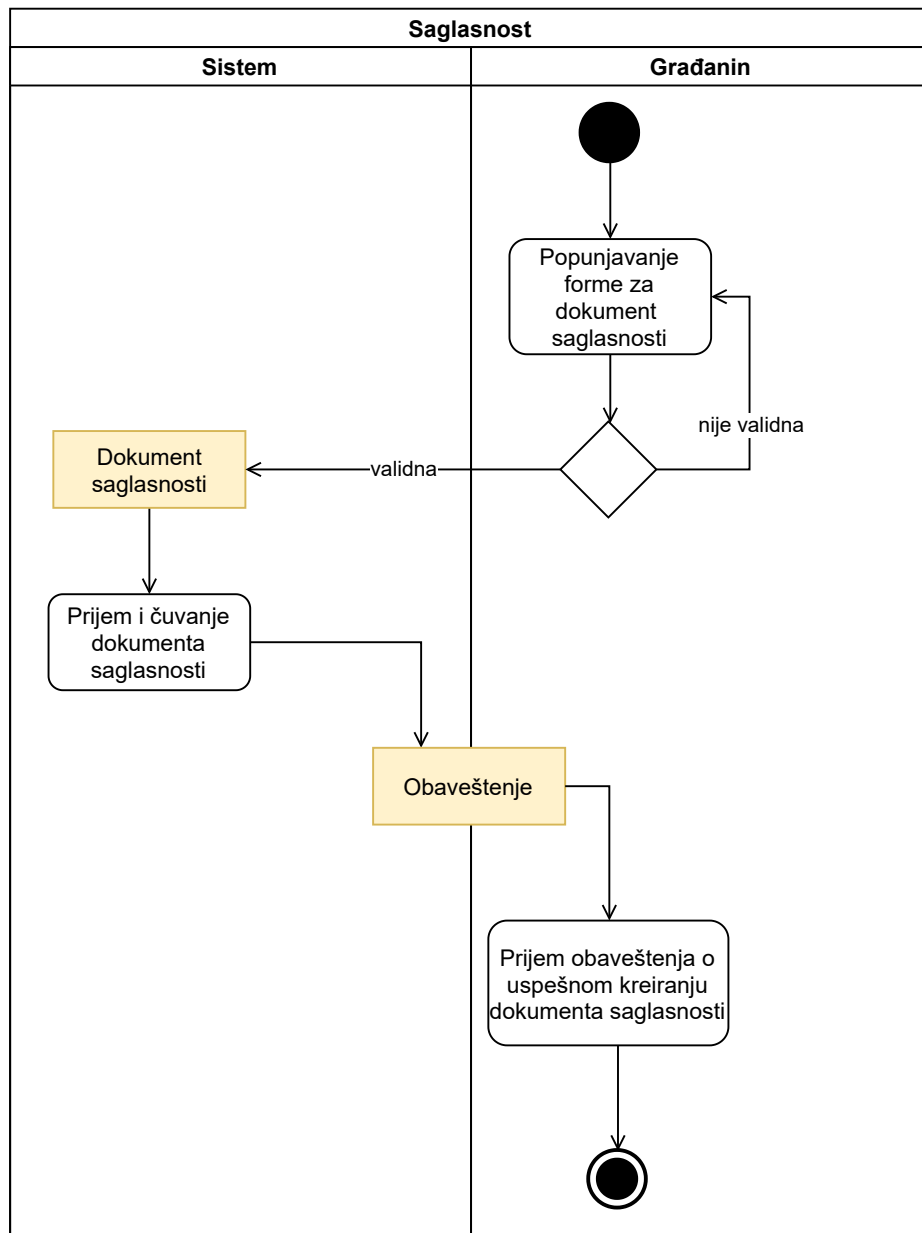 Saglasnost
Sistem
Građanin
Popunjavanje
forme za
dokument
saglasnosti
nije validna
validna
Dokument
saglasnosti
Prijem i čuvanje
dokumenta
saglasnosti
Obaveštenje
Prijem obaveštenja o
uspešnom kreiranju
dokumenta saglasnosti